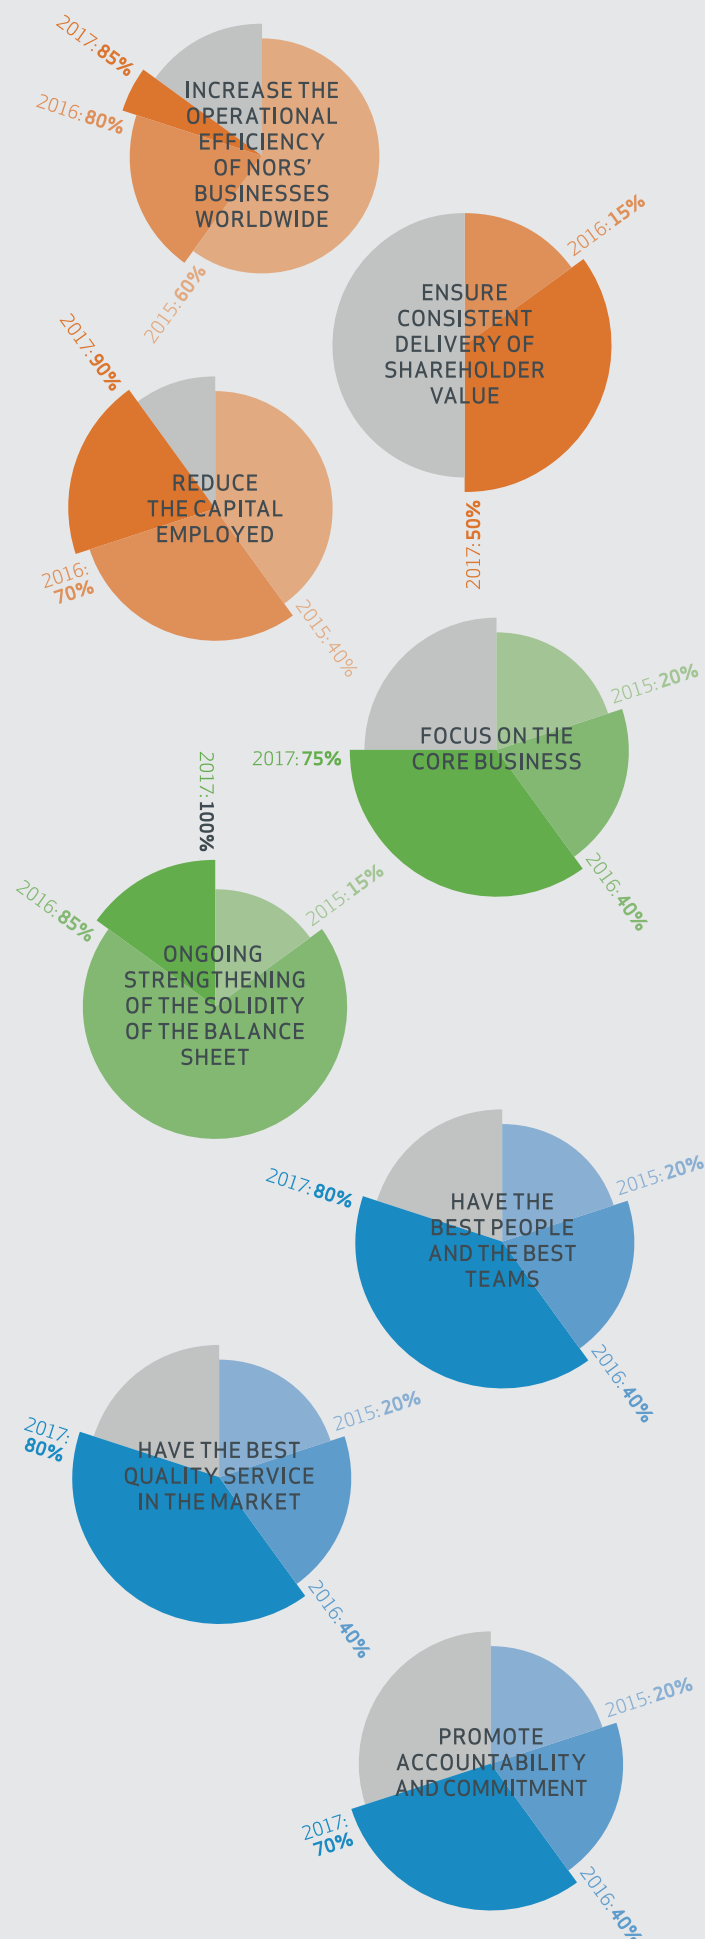 2017: 85%
2016: 80%
INCREASE THE
OPERATIONAL
EFFICIENCY
OF NORS’
BUSINESSES
WORLDWIDE
2015: 60%
2016: 15%
ENSURE
CONSISTENT
DELIVERY OF
SHAREHOLDER
VALUE
2017: 50%
2017: 90%
REDUCE
THE CAPITAL
EMPLOYED
2016:
70%
2015: 40%
2015: 20%
FOCUS ON THE
CORE BUSINESS
2017: 75%
2016: 40%
2017: 100%
2015: 15%
2016: 85%
ONGOING
STRENGTHENING
OF THE SOLIDITY
OF THE BALANCE
SHEET
2015: 20%
2017: 80%
HAVE THE
BEST PEOPLE
AND THE BEST
TEAMS
2016: 40%
2015: 20%
2017:
80%
HAVE THE BEST
QUALITY SERVICE
IN THE MARKET
2016: 40%
2015: 20%
PROMOTE
ACCOUNTABILITY
AND COMMITMENT
2017:
70%
2016: 40%